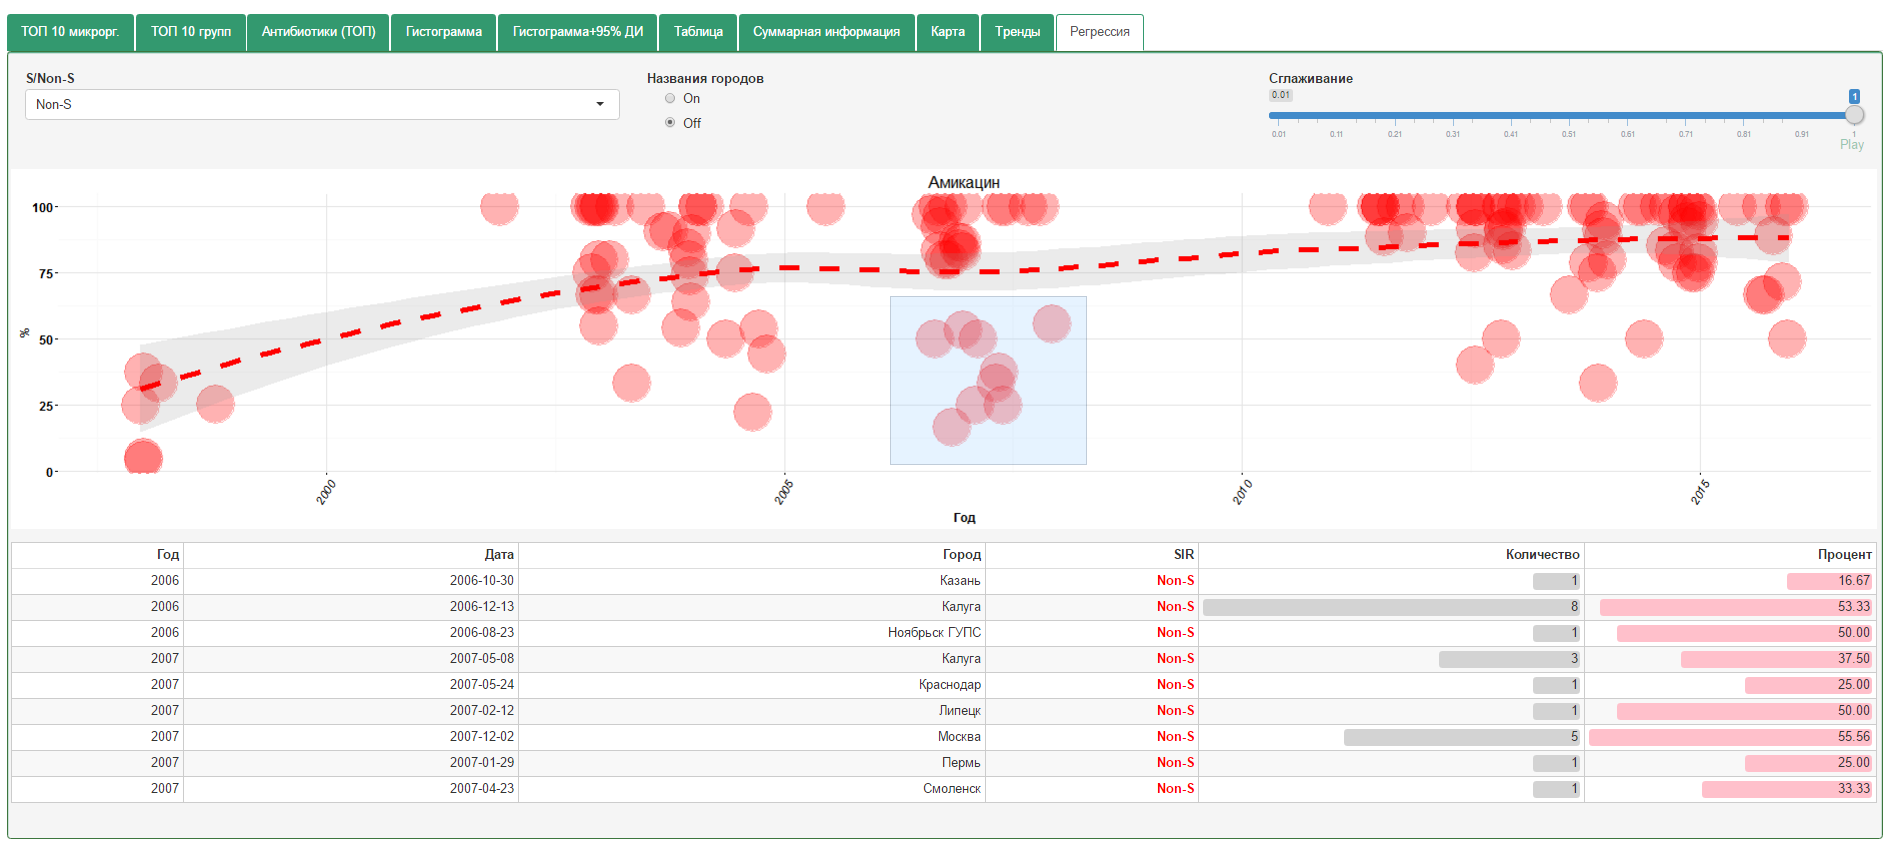 ТОП 10 микроорг. ТОП 10 групп Антибиотики (ТОП) Гистограмма Гистограмма+95% ДИ Таблица Суммарная информация Карта Тренды Регрессия
S/Non-S Названия городов Сглаживание
Non-S
On
Off
0.01 1
0.01 0.11 0.21 0.31 0.41 0.51 0.61 0.71 0.81 0.91 1
Play
Амикацин
100
75
50
25
0
%
2000 2005 2010 2015
Год
Год Дата Город SIR Количество Процент
2006 2006-10-30 Казань Non-S 1 16.67
2006 2006-12-13 Калуга Non-S 8 53.33
2006 2006-08-23 Ноябрьск ГУПС Non-S 1 50.00
2007 2007-05-08 Калуга Non-S 3 37.50
2007 2007-05-24 Краснодар Non-S 1 25.00
2007 2007-02-12 Липецк Non-S 1 50.00
2007 2007-12-02 Москва Non-S 5 55.56
2007 2007-01-29 Пермь Non-S 1 25.00
2007 2007-04-23 Смоленск Non-S 1 33.33